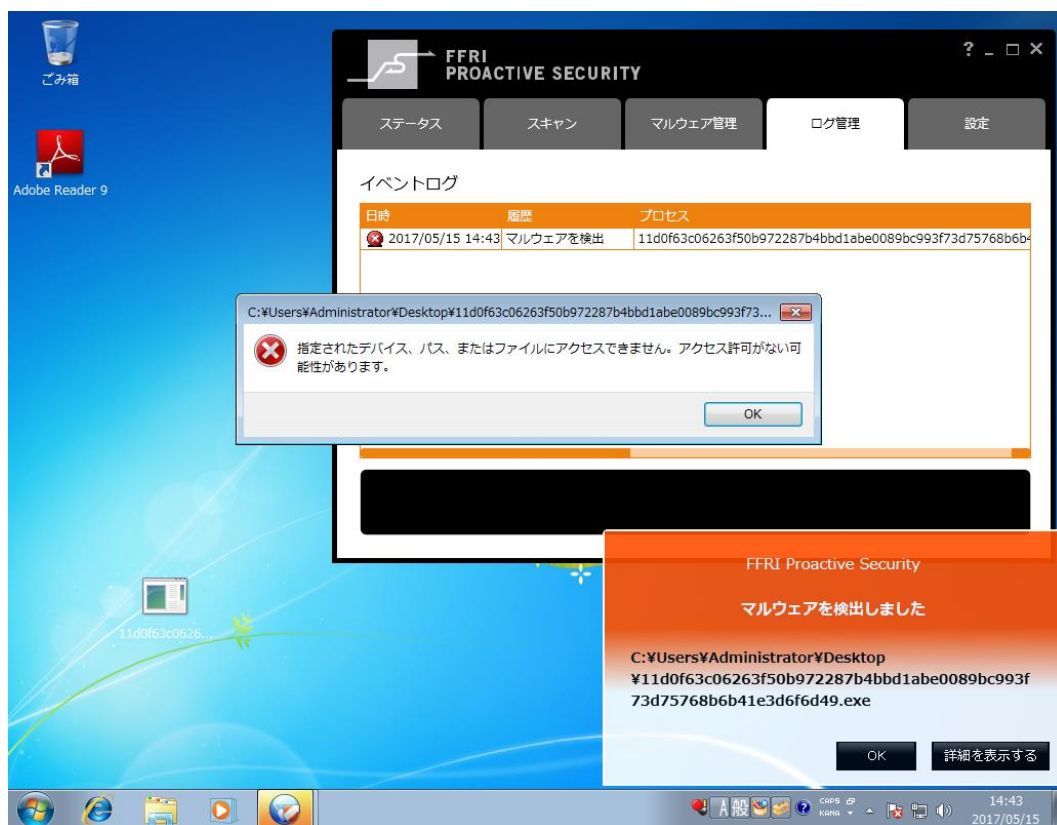 ごみ箱
Adobe Reader 9
FFRI
PROACTIVE SECURITY
ステータス
スキャン
マルウェア管理
ログ管理
設定
イベントログ
日時 履歴 プロセス
2017/05/15 14:43 マルウェアを検出 11d0f63c06263f50b972287b4bbd1abe0089bc993f73d75768b6b4
C:¥Users¥Administrator¥Desktop¥11d0f63c06263f50b972287b4bbd1abe0089bc993f73...
指定されたデバイス、パス、またはファイルにアクセスできません。アクセス許可がない可
能性があります。
OK
11d0f63c0626...
FFRI Proactive Security
マルウェアを検出しました
C:¥Users¥Administrator¥Desktop
¥11d0f63c06263f50b972287b4bbd1abe0089bc993f
73d75768b6b41e3d6f6d49.exe
OK
詳細を表示する
A 般
CAPS
KANA
14:43
2017/05/15